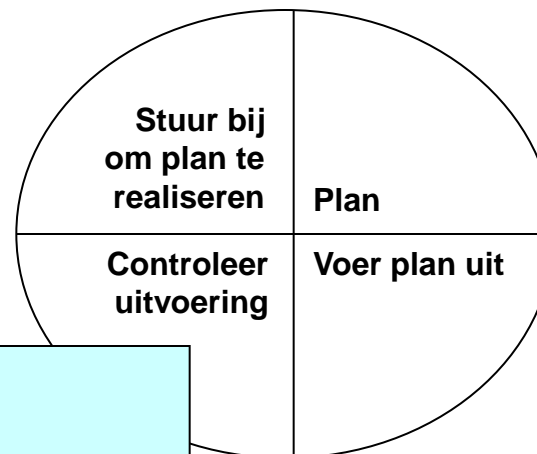 Stuur bij
om plan te
realiseren
Plan
Controleer
uitvoering
Voer plan uit